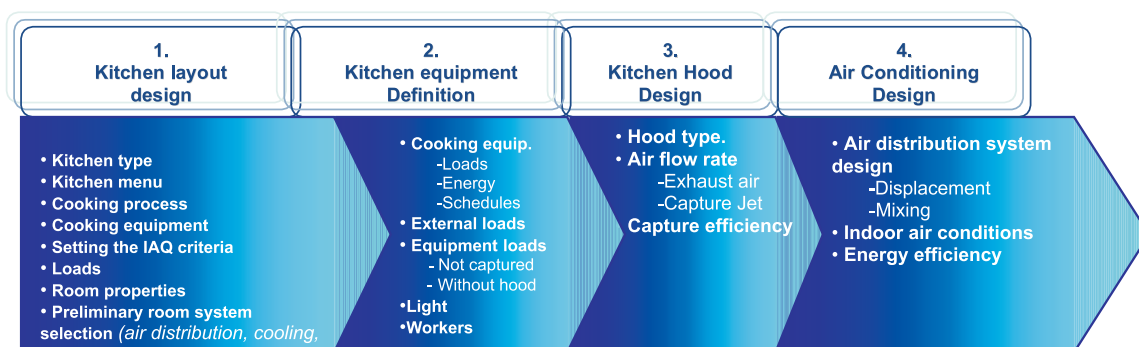 1.
Kitchen layout
design
2.
Kitchen equipment
Definition
3.
Kitchen Hood
Design
4.
Air Conditioning
Design
• Kitchen type
• Kitchen menu
• Cooking process
• Cooking equipment
• Setting the IAQ criteria
• Loads
• Room properties
• Preliminary room system
selection (air distribution, cooling,
• Cooking equip.
-Loads
-Energy
-Schedules
• External loads
• Equipment loads
- Not captured
- Without hood
•Light
•Workers
• Hood type.
• Air flow rate
-Exhaust air
-Capture Jet
Capture efficiency
• Air distribution system
design
-Displacement
-Mixing
• Indoor air conditions
• Energy efficiency